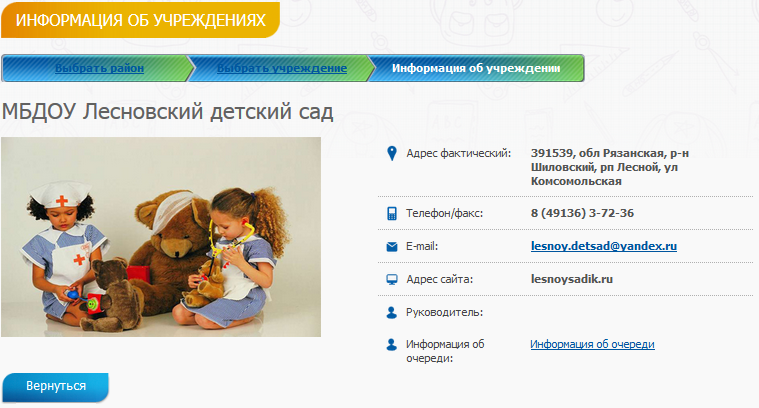 ИНФОРМАЦИЯ ОБ УЧРЕЖДЕНИЯХ
Выбрать район Выбрать учреждение Информация об учреждении
МБДОУ Лесновский детский сад
Адрес фактический: 391539, обл Рязанская, р-н
Шиловский, рп Лесной, ул
Комсомольская
Телефон/факс: 8 (49136) 3-72-36
E-mail: lesnoy.detsad@yandex.ru
Адрес сайта: lesnoysadik.ru
Руководитель:
Информация об Информация об очереди
очереди:
Вернуться